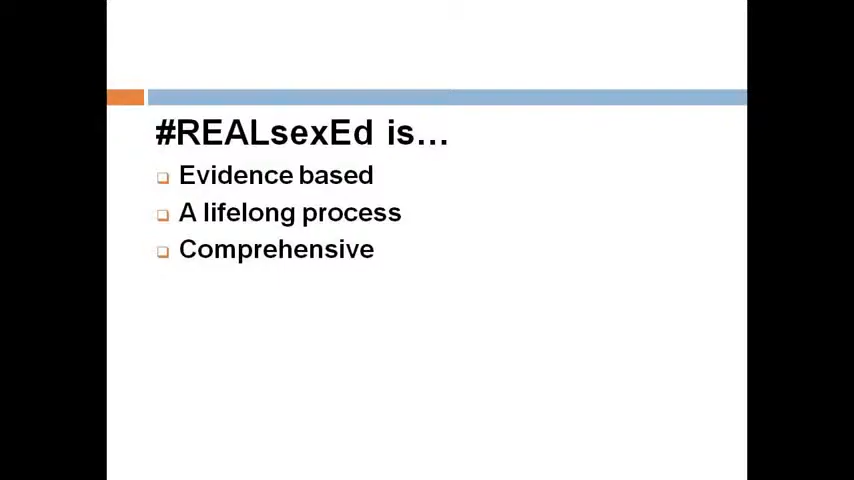 #REALsexEd is...
Evidence based
A lifelong process
Comprehensive